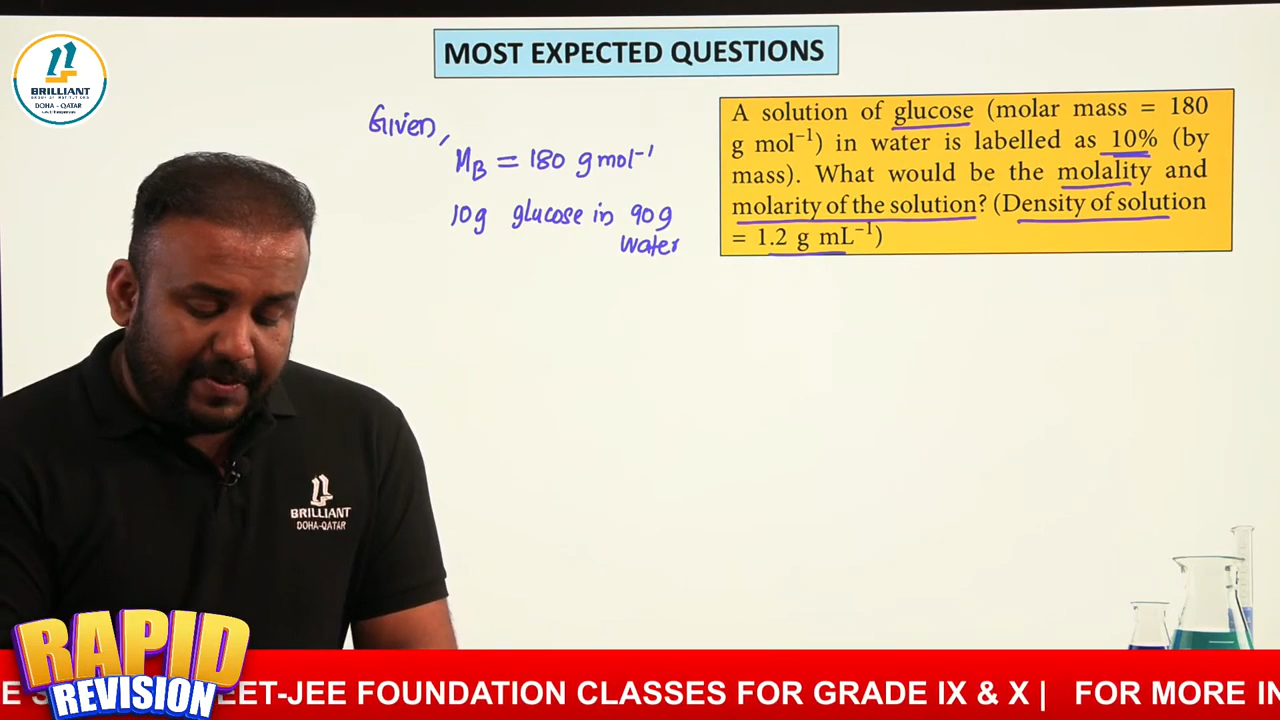 MOST EXPECTED QUESTIONS
BRILLIANT
DOHA - QATAR
Given,
M_B = 180 g mol⁻¹
10g glucose in 90g
water
A solution of glucose (molar mass = 180
g mol⁻¹) in water is labelled as 10% (by
mass). What would be the molality and
molarity of the solution? (Density of solution
= 1.2 g mL⁻¹)
BRILLIANT
DOHA-QATAR
RAPID
REVISION
EET-JEE FOUNDATION CLASSES FOR GRADE IX & X | FOR MORE IN